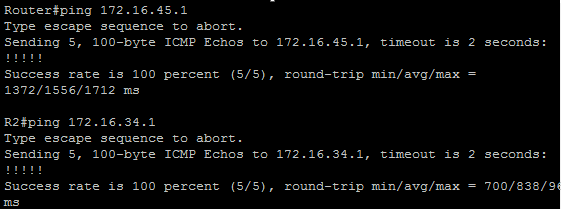 Router#ping 172.16.45.1
Type escape sequence to abort.
Sending 5, 100-byte ICMP Echos to 172.16.45.1, timeout is 2 seconds:
!!!!!
Success rate is 100 percent (5/5), round-trip min/avg/max =
1372/1556/1712 ms
R2#ping 172.16.34.1
Type escape sequence to abort.
Sending 5, 100-byte ICMP Echos to 172.16.34.1, timeout is 2 seconds:
!!!!!
Success rate is 100 percent (5/5), round-trip min/avg/max = 700/838/96
ms